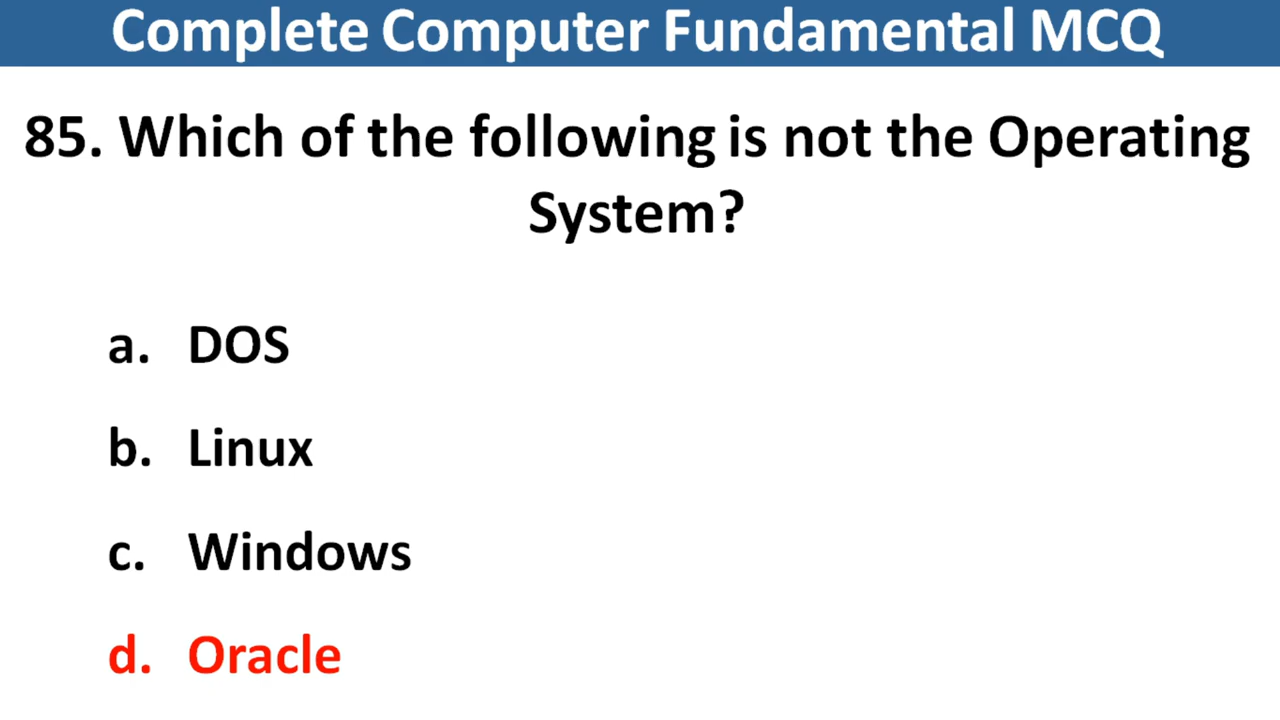 Complete Computer Fundamental MCQ
85. Which of the following is not the Operating
System?
a. DOS
b. Linux
c. Windows
d. Oracle